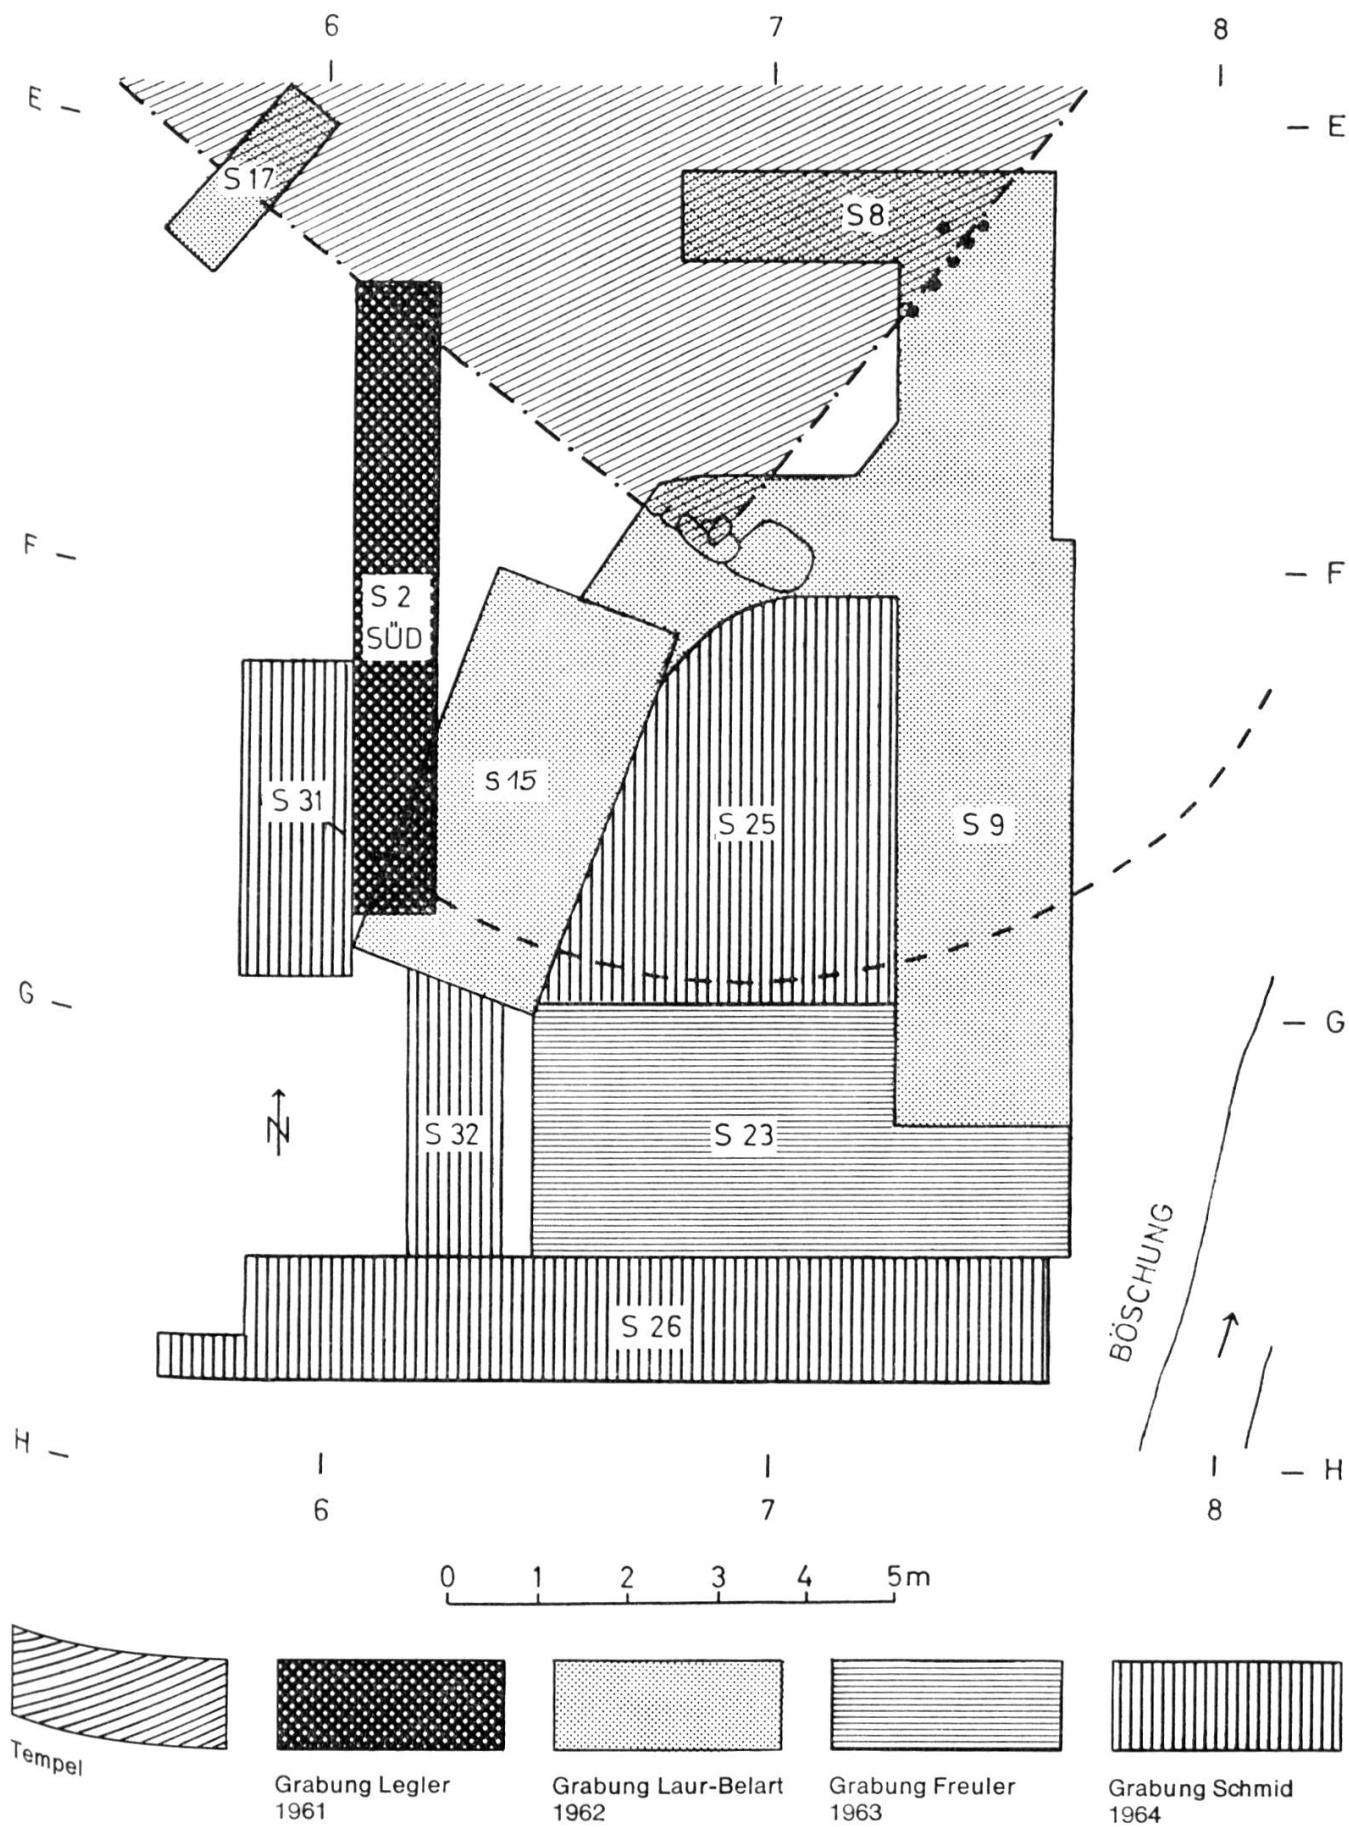 6 7 8
E E
S 17
S 8
F F
S 2
SÜD
S 15
S 31
S 25
S 9
G G
N
S 32
S 23
BÖSCHUNG
S 26
H H
6 7 8
0 1 2 3 4 5m
Tempel
Grabung Legler
1961
Grabung Laur-Belart
1962
Grabung Freuler
1963
Grabung Schmid
1964